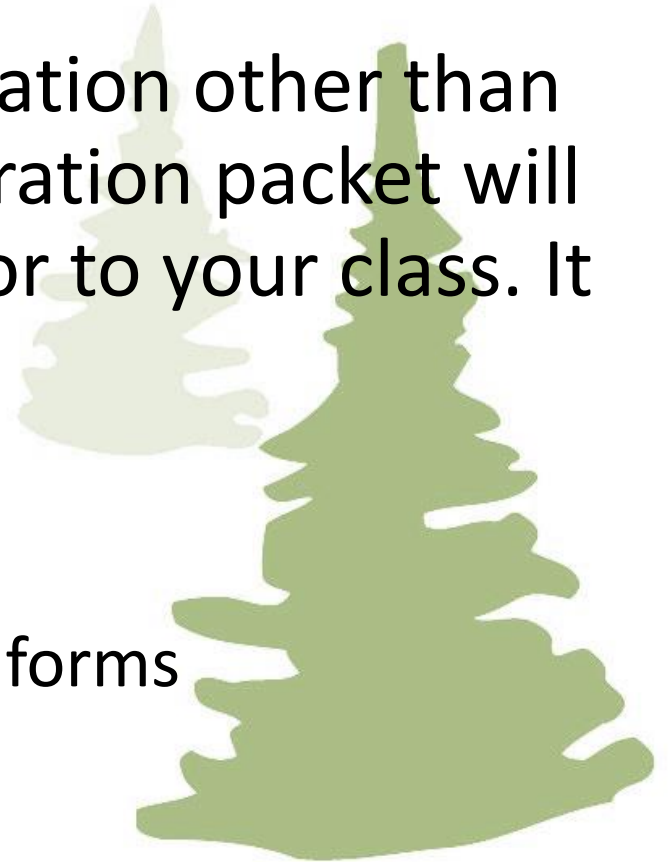 ation other than
ration packet will
or to your class. It
forms